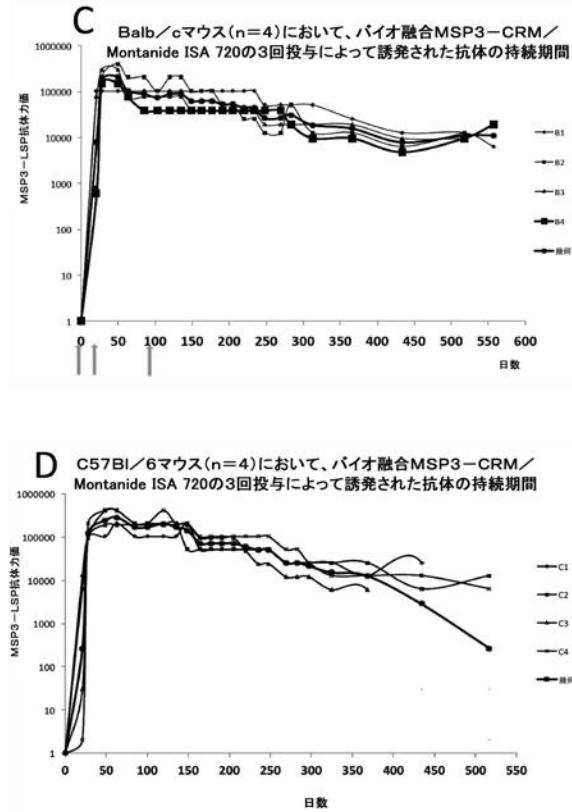 C Balb/cマウス(n=4)において、バイオ融合MSP3-CRM/
Montanide ISA 720の3回投与によって誘発された抗体の持続期間
MSP3-LSP抗体力価
1000000
100000
10000
1000
100
10
1
0 50 100 150 200 250 300 350 400 450 500 550 600
日数
B1
B2
B3
B4
幾何
D C57Bl/6マウス(n=4)において、バイオ融合MSP3-CRM/
Montanide ISA 720の3回投与によって誘発された抗体の持続期間
MSP3-LSP抗体力価
1000000
100000
10000
1000
100
10
1
0 50 100 150 200 250 300 350 400 450 500 550
日数
C1
C2
C3
C4
幾何